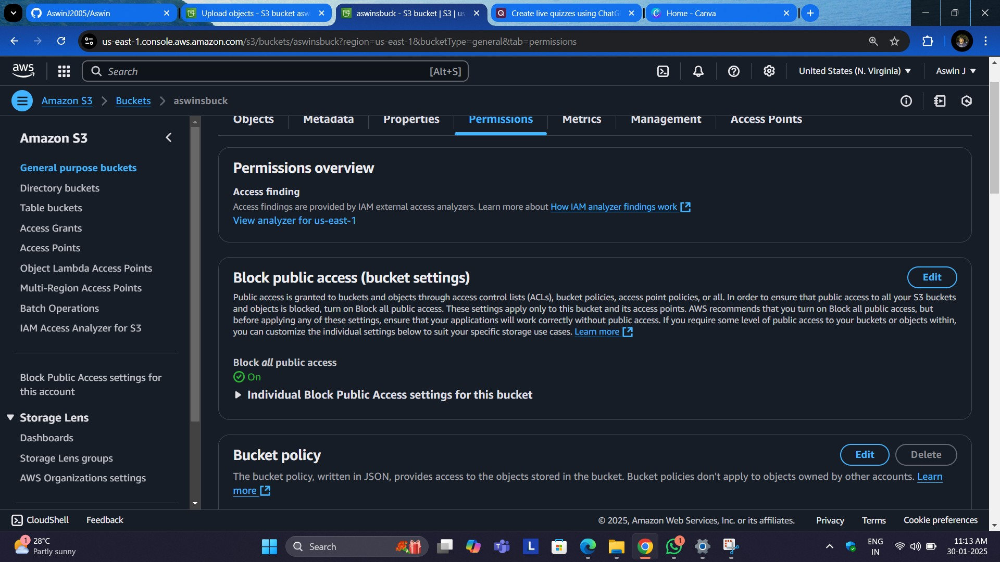 AswinJ2005/Aswin
Upload objects - S3 bucket asw
aswinsbuck - S3 bucket | S3 | us
Create live quizzes using ChatG
Home - Canva
us-east-1.console.aws.amazon.com/s3/buckets/aswinsbuck?region=us-east-1&bucketType=general&tab=permissions
aws
Search
[Alt+S]
United States (N. Virginia)
Aswin J
Amazon S3
Buckets
aswinsbuck
Objects
Metadata
Properties
Permissions
Metrics
Management
Access Points
Amazon S3
General purpose buckets
Directory buckets
Table buckets
Access Grants
Access Points
Object Lambda Access Points
Multi-Region Access Points
Batch Operations
IAM Access Analyzer for S3
Block Public Access settings for
this account
Storage Lens
Dashboards
Storage Lens groups
AWS Organizations settings
Permissions overview
Access finding
Access findings are provided by IAM external access analyzers. Learn more about How IAM analyzer findings work
View analyzer for us-east-1
Block public access (bucket settings)
Edit
Public access is granted to buckets and objects through access control lists (ACLs), bucket policies, access point policies, or all. In order to ensure that public access to all your S3 buckets
and objects is blocked, turn on Block all public access. These settings apply only to this bucket and its access points. AWS recommends that you turn on Block all public access, but
before applying any of these settings, ensure that your applications will work correctly without public access. If you require some level of public access to your buckets or objects within,
you can customize the individual settings below to suit your specific storage use cases. Learn more
Block all public access
On
Individual Block Public Access settings for this bucket
Bucket policy
Edit
Delete
The bucket policy, written in JSON, provides access to the objects stored in the bucket. Bucket policies don't apply to objects owned by other accounts. Learn
more
CloudShell
Feedback
© 2025, Amazon Web Services, Inc. or its affiliates.
Privacy
Terms
Cookie preferences
1
28°C
Partly sunny
Search
L
1
ENG
IN
11:13 AM
30-01-2025